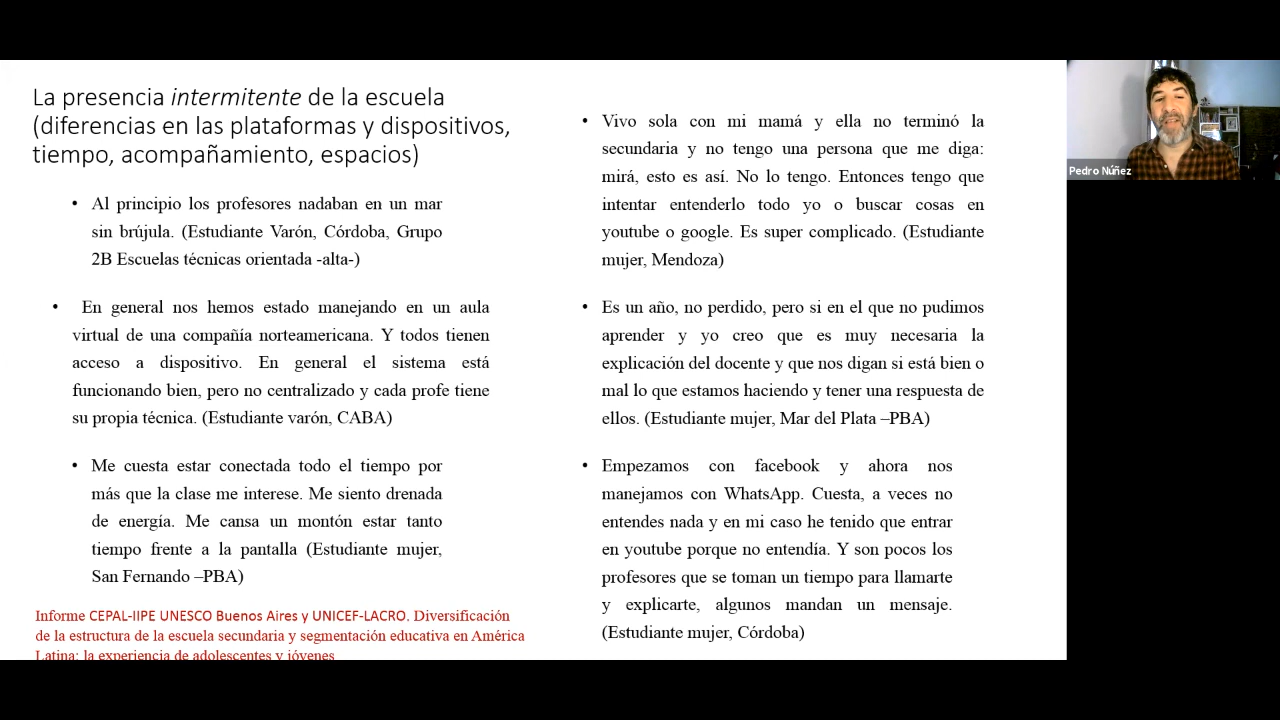 La presencia intermitente de la escuela
(diferencias en las plataformas y dispositivos,
tiempo, acompañamiento, espacios)
• Al principio los profesores nadaban en un mar
sin brújula. (Estudiante Varón, Córdoba, Grupo
2B Escuelas técnicas orientada -alta-)
• En general nos hemos estado manejando en un aula
virtual de una compañía norteamericana. Y todos tienen
acceso a dispositivo. En general el sistema está
funcionando bien, pero no centralizado y cada profe tiene
su propia técnica. (Estudiante varón, CABA)
• Me cuesta estar conectada todo el tiempo por
más que la clase me interese. Me siento drenada
de energía. Me cansa un montón estar tanto
tiempo frente a la pantalla (Estudiante mujer,
San Fernando –PBA)
Informe CEPAL-IIPE UNESCO Buenos Aires y UNICEF-LACRO. Diversificación
de la estructura de la escuela secundaria y segmentación educativa en América
Latina: la experiencia de adolescentes y jóvenes
• Vivo sola con mi mamá y ella no terminó la
secundaria y no tengo una persona que me diga:
mirá, esto es así. No lo tengo. Entonces tengo que
intentar entenderlo todo yo o buscar cosas en
youtube o google. Es super complicado. (Estudiante
mujer, Mendoza)
• Es un año, no perdido, pero si en el que no pudimos
aprender y yo creo que es muy necesaria la
explicación del docente y que nos digan si está bien o
mal lo que estamos haciendo y tener una respuesta de
ellos. (Estudiante mujer, Mar del Plata –PBA)
• Empezamos con facebook y ahora nos
manejamos con WhatsApp. Cuesta, a veces no
entendes nada y en mi caso he tenido que entrar
en youtube porque no entendía. Y son pocos los
profesores que se toman un tiempo para llamarte
y explicarte, algunos mandan un mensaje.
(Estudiante mujer, Córdoba)
Pedro Núñez